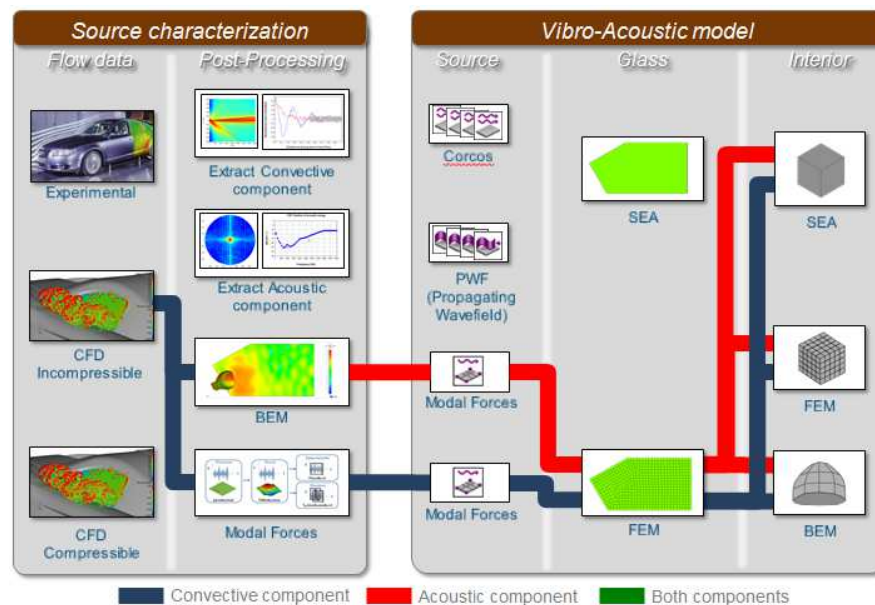 Source characterization
Flow data
Post-Processing
Experimental
Extract Convective
component
Extract Acoustic
component
CFD
Incompressible
BEM
CFD
Compressible
Modal Forces
Vibro-Acoustic model
Source
Glass
Interior
Corcos
SEA
SEA
PWF
(Propagating
Wavefield)
Modal Forces
FEM
Modal Forces
FEM
BEM
Convective component
Acoustic component
Both components